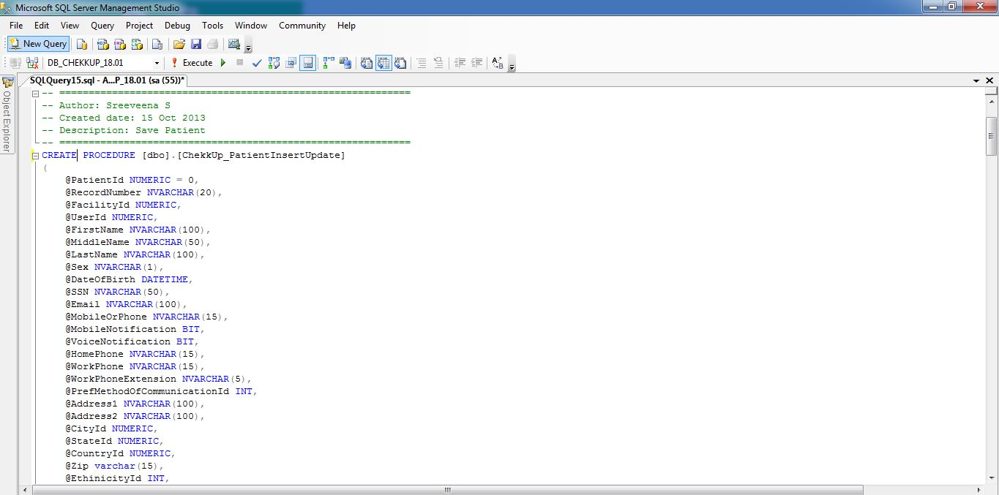 Microsoft SQL Server Management Studio
File Edit View Query Project Debug Tools Window Community Help
New Query
DB_CHEKKUP_18.01 Execute
SQLQuery15.sql - A...P_18.01 (sa (55))*
Object Explorer
-- ============================================================
-- Author: Sreeveena S
-- Created date: 15 Oct 2013
-- Description: Save Patient
-- ============================================================
CREATE PROCEDURE [dbo].[ChekkUp_PatientInsertUpdate]
(
@PatientId NUMERIC = 0,
@RecordNumber NVARCHAR(20),
@FacilityId NUMERIC,
@UserId NUMERIC,
@FirstName NVARCHAR(100),
@MiddleName NVARCHAR(50),
@LastName NVARCHAR(100),
@Sex NVARCHAR(1),
@DateOfBirth DATETIME,
@SSN NVARCHAR(50),
@Email NVARCHAR(100),
@MobileOrPhone NVARCHAR(15),
@MobileNotification BIT,
@VoiceNotification BIT,
@HomePhone NVARCHAR(15),
@WorkPhone NVARCHAR(15),
@WorkPhoneExtension NVARCHAR(5),
@PrefMethodOfCommunicationId INT,
@Address1 NVARCHAR(100),
@Address2 NVARCHAR(100),
@CityId NUMERIC,
@StateId NUMERIC,
@CountryId NUMERIC,
@Zip varchar(15),
@EthinicityId INT,